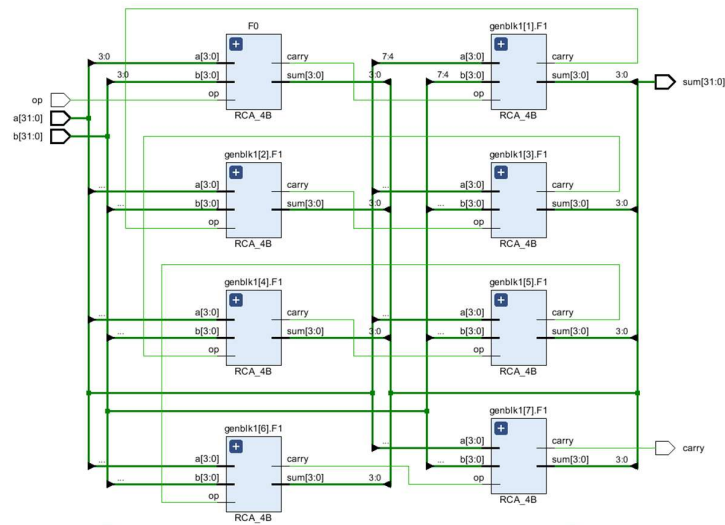 F0
genblk1[1].F1
3:0 a[3:0] carry 7:4 a[3:0] carry
3:0 b[3:0] sum[3:0] 3:0 7:4 b[3:0] sum[3:0] 3:0 sum[31:0]
op op op
a[31:0] RCA_4B RCA_4B
b[31:0]
genblk1[2].F1 genblk1[3].F1
... a[3:0] carry ... a[3:0] carry
... b[3:0] sum[3:0] 3:0 ... b[3:0] sum[3:0] 3:0
op op
RCA_4B RCA_4B
genblk1[4].F1 genblk1[5].F1
... a[3:0] carry ... a[3:0] carry
... b[3:0] sum[3:0] 3:0 ... b[3:0] sum[3:0] 3:0
op op
RCA_4B RCA_4B
genblk1[6].F1 genblk1[7].F1
... a[3:0] carry ... a[3:0] carry carry
... b[3:0] sum[3:0] 3:0 ... b[3:0] sum[3:0] 3:0
op op
RCA_4B RCA_4B